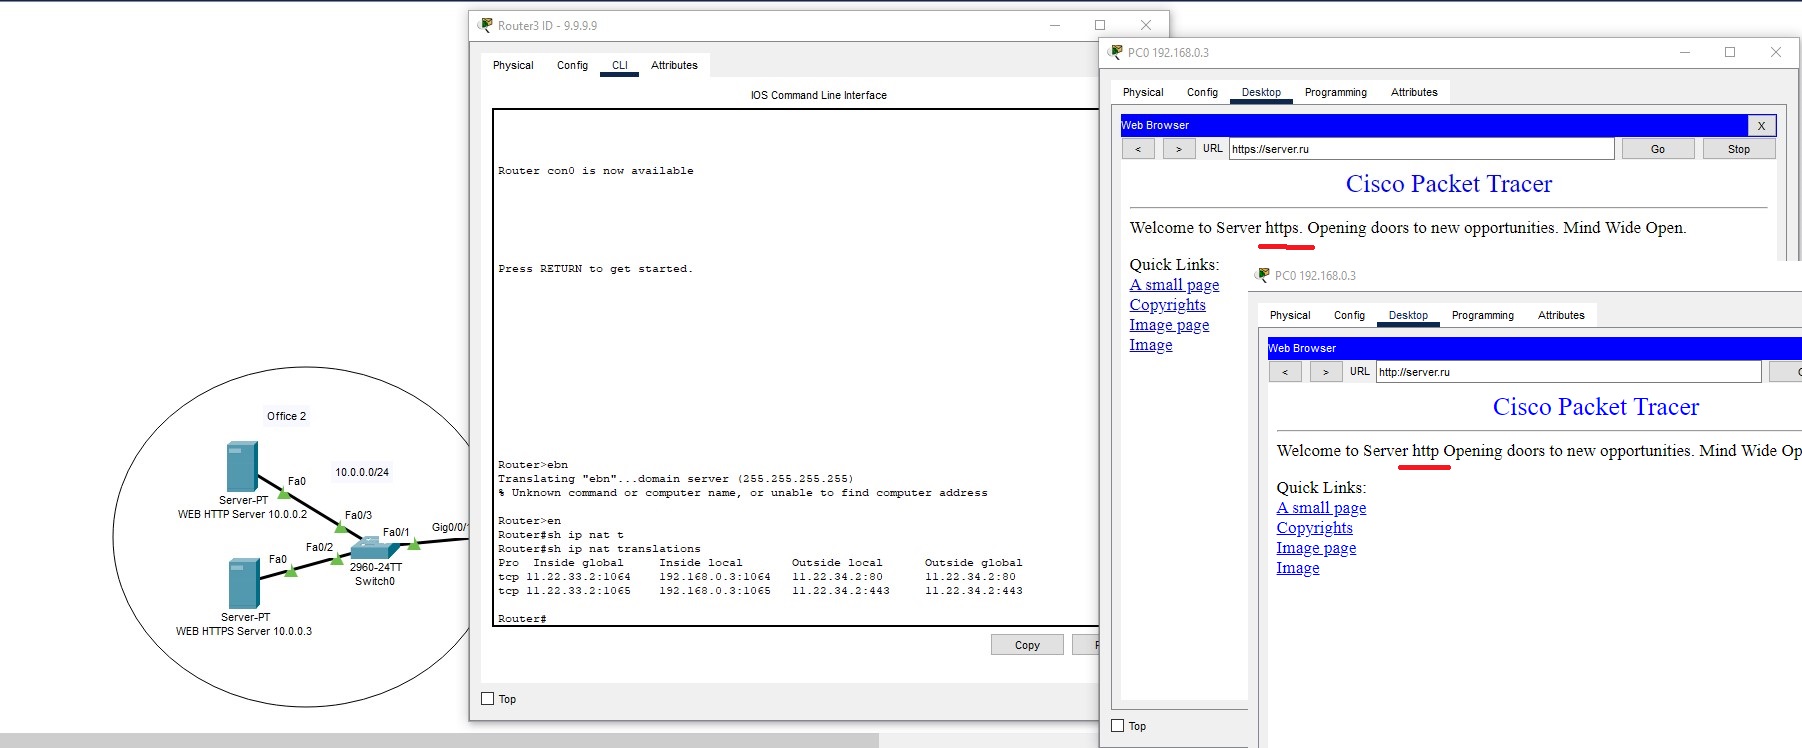 Router3 ID - 9.9.9.9
Physical Config CLI Attributes
IOS Command Line Interface
Router con0 is now available
Press RETURN to get started.
Router>ebn
Translating "ebn"...domain server (255.255.255.255)
% Unknown command or computer name, or unable to find computer address
Router>en
Router#sh ip nat t
Router#sh ip nat translations
Pro Inside global Inside local Outside local Outside global
tcp 11.22.33.2:1064 192.168.0.3:1064 11.22.34.2:80 11.22.34.2:80
tcp 11.22.33.2:1065 192.168.0.3:1065 11.22.34.2:443 11.22.34.2:443
Router#
Copy
Top
Office 2
10.0.0.0/24
Fa0
Server-PT
WEB HTTP Server 10.0.0.2
Fa0/3
Fa0/1
Gig0/0/1
Fa0/2
Fa0
2960-24TT
Switch0
Server-PT
WEB HTTPS Server 10.0.0.3
PC0 192.168.0.3
Physical Config Desktop Programming Attributes
Web Browser X
< > URL https://server.ru Go Stop
Cisco Packet Tracer
Welcome to Server https. Opening doors to new opportunities. Mind Wide Open.
Quick Links:
A small page
Copyrights
Image page
Image
Top
PC0 192.168.0.3
Physical Config Desktop Programming Attributes
Web Browser
< > URL http://server.ru
Cisco Packet Tracer
Welcome to Server http Opening doors to new opportunities. Mind Wide Op
Quick Links:
A small page
Copyrights
Image page
Image